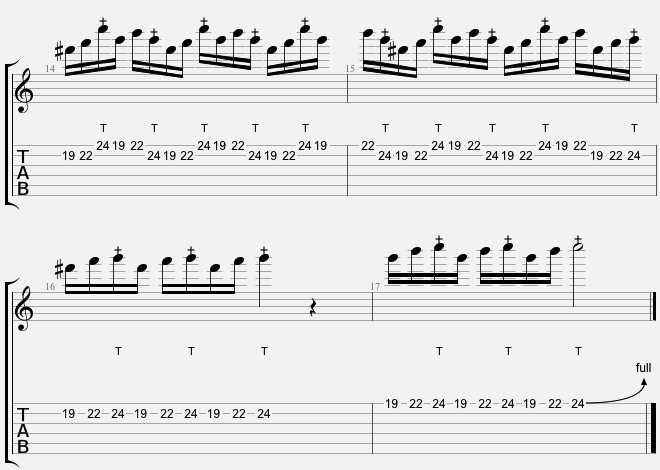 14 15
T T T T T T T T T T
24 19 22 24 19 22 24 19 22 24 19 22 24 19 22
T 19 22 24 19 22 24 19 22 24 19 22 24 19 22 19 22 24
A
B
16 17
T T T T T T
full
19 22 24 19 22 24 19 22 24
T 19 22 24 19 22 24 19 22 24
A
B